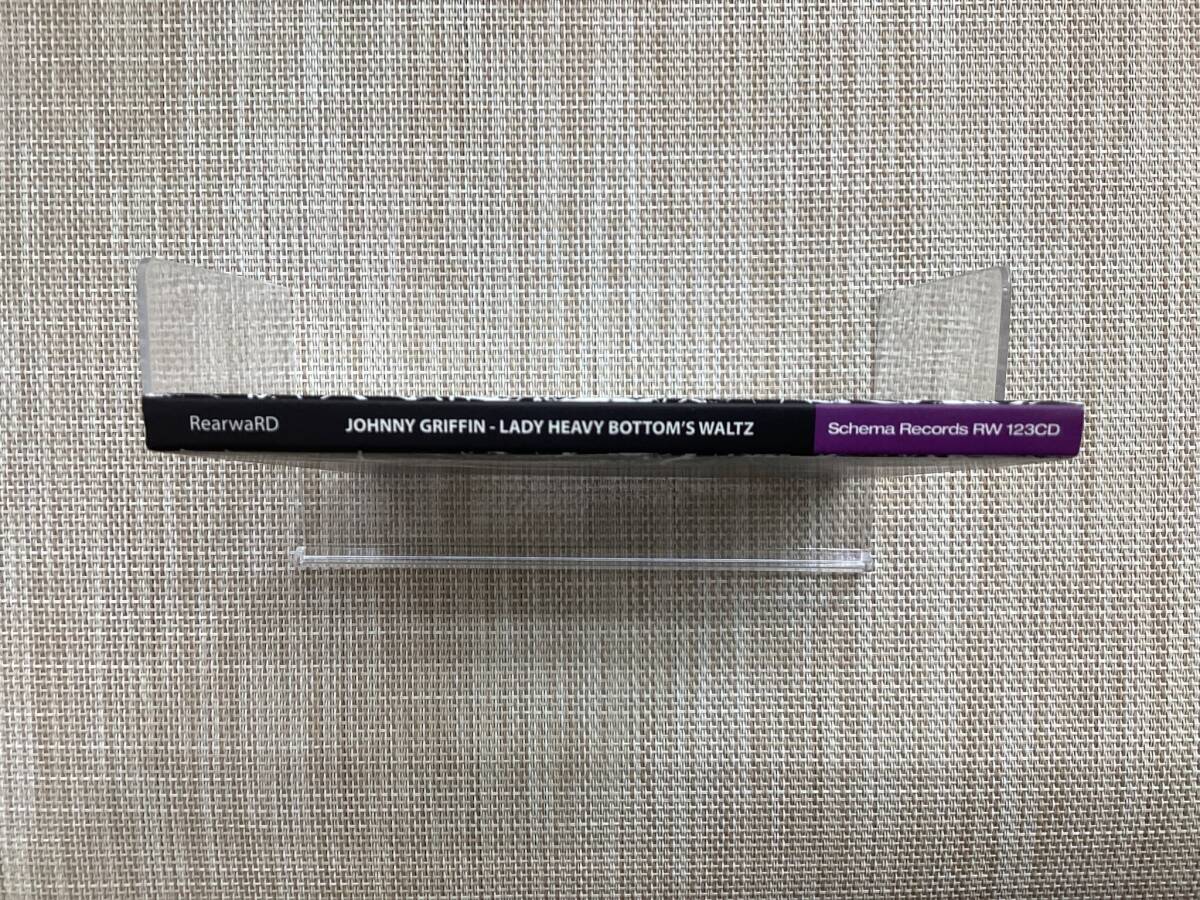 RearwaRD JOHNNY GRIFFIN - LADY HEAVY BOTTOM'S WALTZ Schema Records RW 123CD